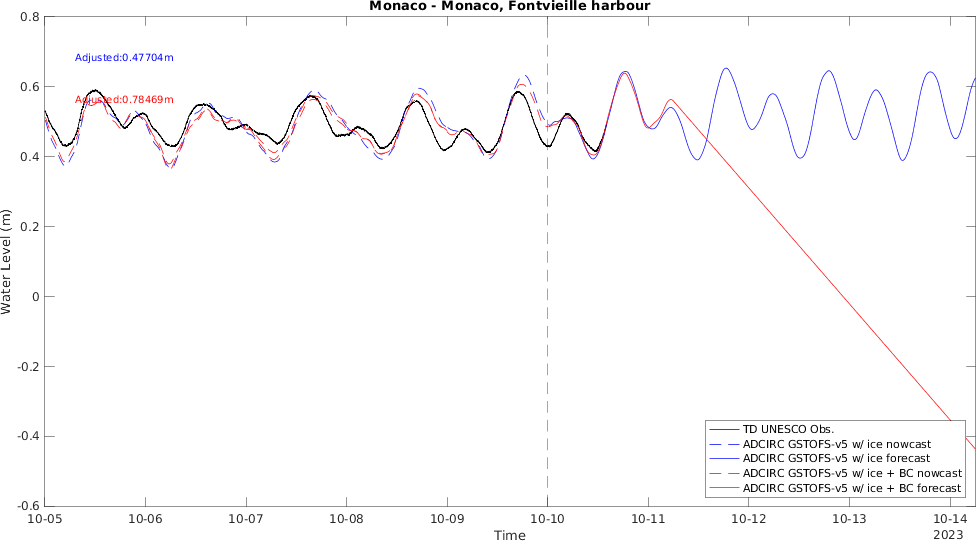 Monaco - Monaco, Fontvieille harbour
0.8
Adjusted:0.47704m
0.6
Adjusted:0.78469m
0.4
0.2
Water Level (m)
0
-0.2
-0.4
-0.6
TD UNESCO Obs.
ADCIRC GSTOFS-v5 w/ ice nowcast
ADCIRC GSTOFS-v5 w/ ice forecast
ADCIRC GSTOFS-v5 w/ ice + BC nowcast
ADCIRC GSTOFS-v5 w/ ice + BC forecast
10-05 10-06 10-07 10-08 10-09 10-10 10-11 10-12 10-13 10-14
Time
2023